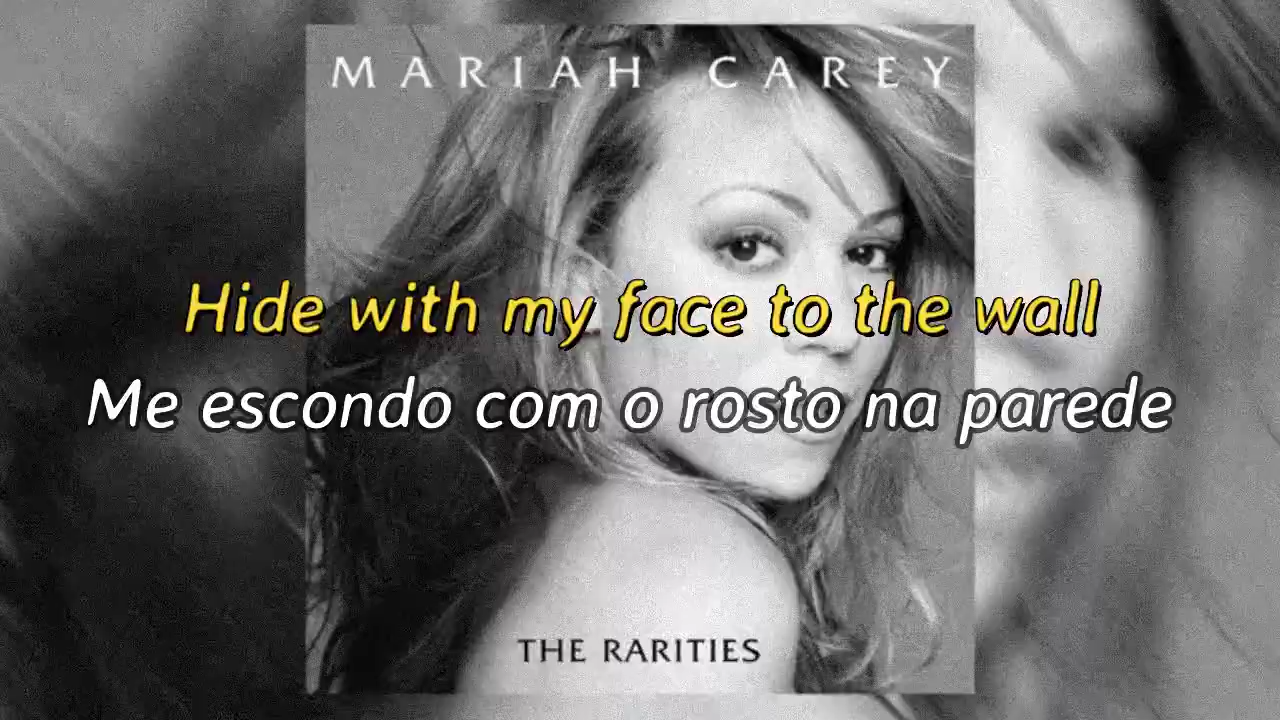 MARIAH CAREY
Hide with my face to the wall
Me escondo com o rosto na parede
THE RARITIES